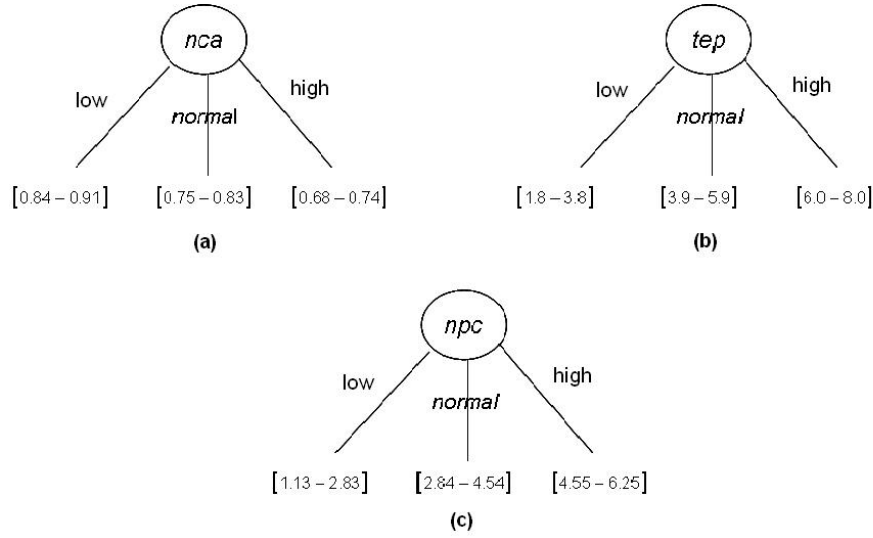 nca
low
normal
high
[0.84 – 0.91]
[0.75 – 0.83]
[0.68 – 0.74]
(a)
tep
low
normal
high
[1.8 – 3.8]
[3.9 – 5.9]
[6.0 – 8.0]
(b)
npc
low
normal
high
[1.13 – 2.83]
[2.84 – 4.54]
[4.55 – 6.25]
(c)